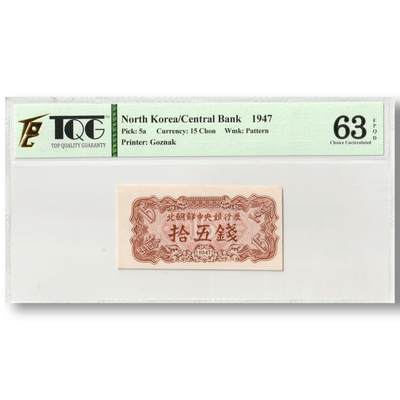 TQG
TOP QUALITY GUARANTY
North Korea/Central Bank 1947
Pick: 5a Currency: 15 Chon Wmk: Pattern
Printer: Goznak
63
EPQD
Choice Uncirculated
北朝鮮中央銀行券
拾五錢
1947